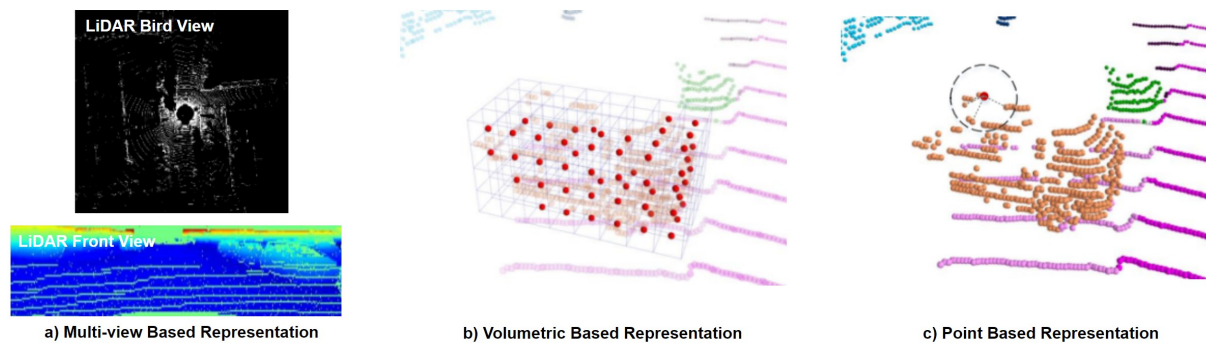 LiDAR Bird View
LiDAR Front View
a) Multi-view Based Representation
b) Volumetric Based Representation
c) Point Based Representation